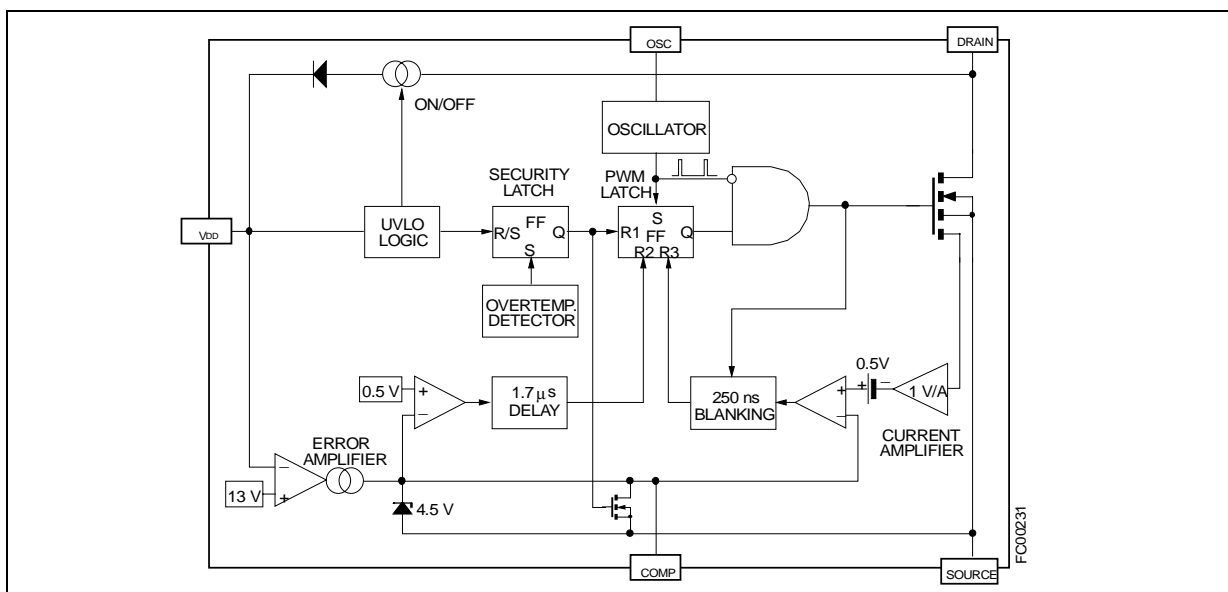 OSC
DRAIN
ON/OFF
OSCILLATOR
SECURITY
LATCH
PWM
LATCH
VDD
UVLO
LOGIC
R/S
FF
Q
S
R1
S
FF
Q
R2 R3
OVERTEMP.
DETECTOR
0.5V
+
−
0.5 V
+
−
1.7 μs
DELAY
250 ns
BLANKING
+
−
1 V/A
ERROR
AMPLIFIER
CURRENT
AMPLIFIER
−
13 V
+
4.5 V
COMP
SOURCE
FC00231